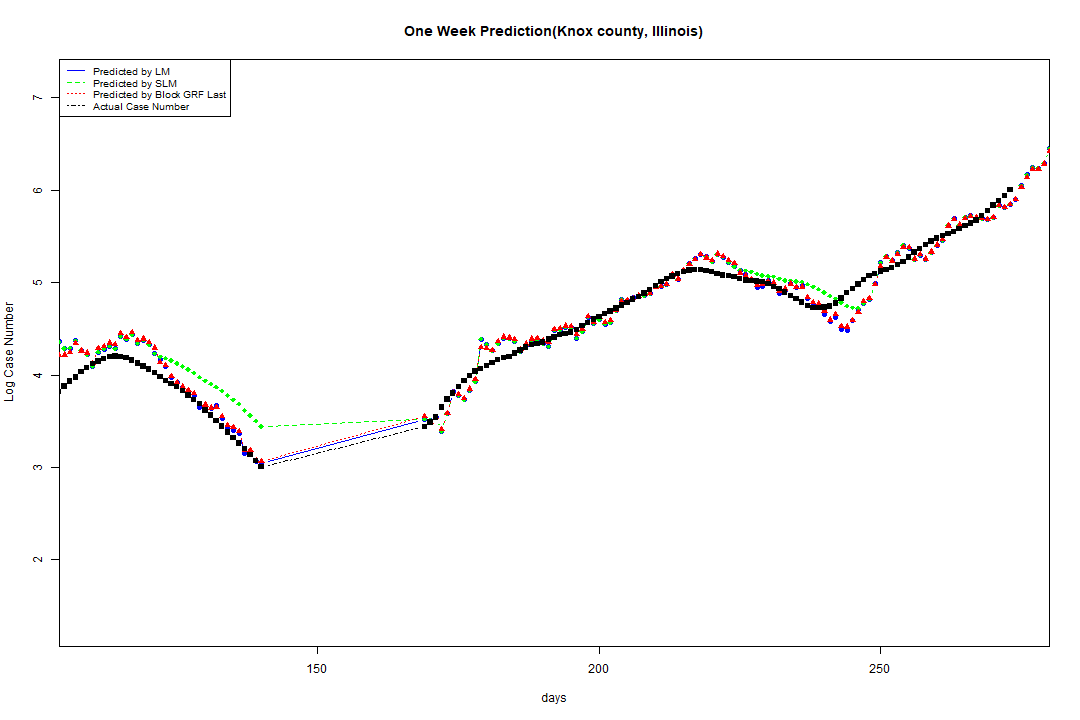 One Week Prediction(Knox county, Illinois)
Predicted by LM
Predicted by SLM
Predicted by Block GRF Last
Actual Case Number
7
6
5
4
3
2
Log Case Number
150 200 250
days